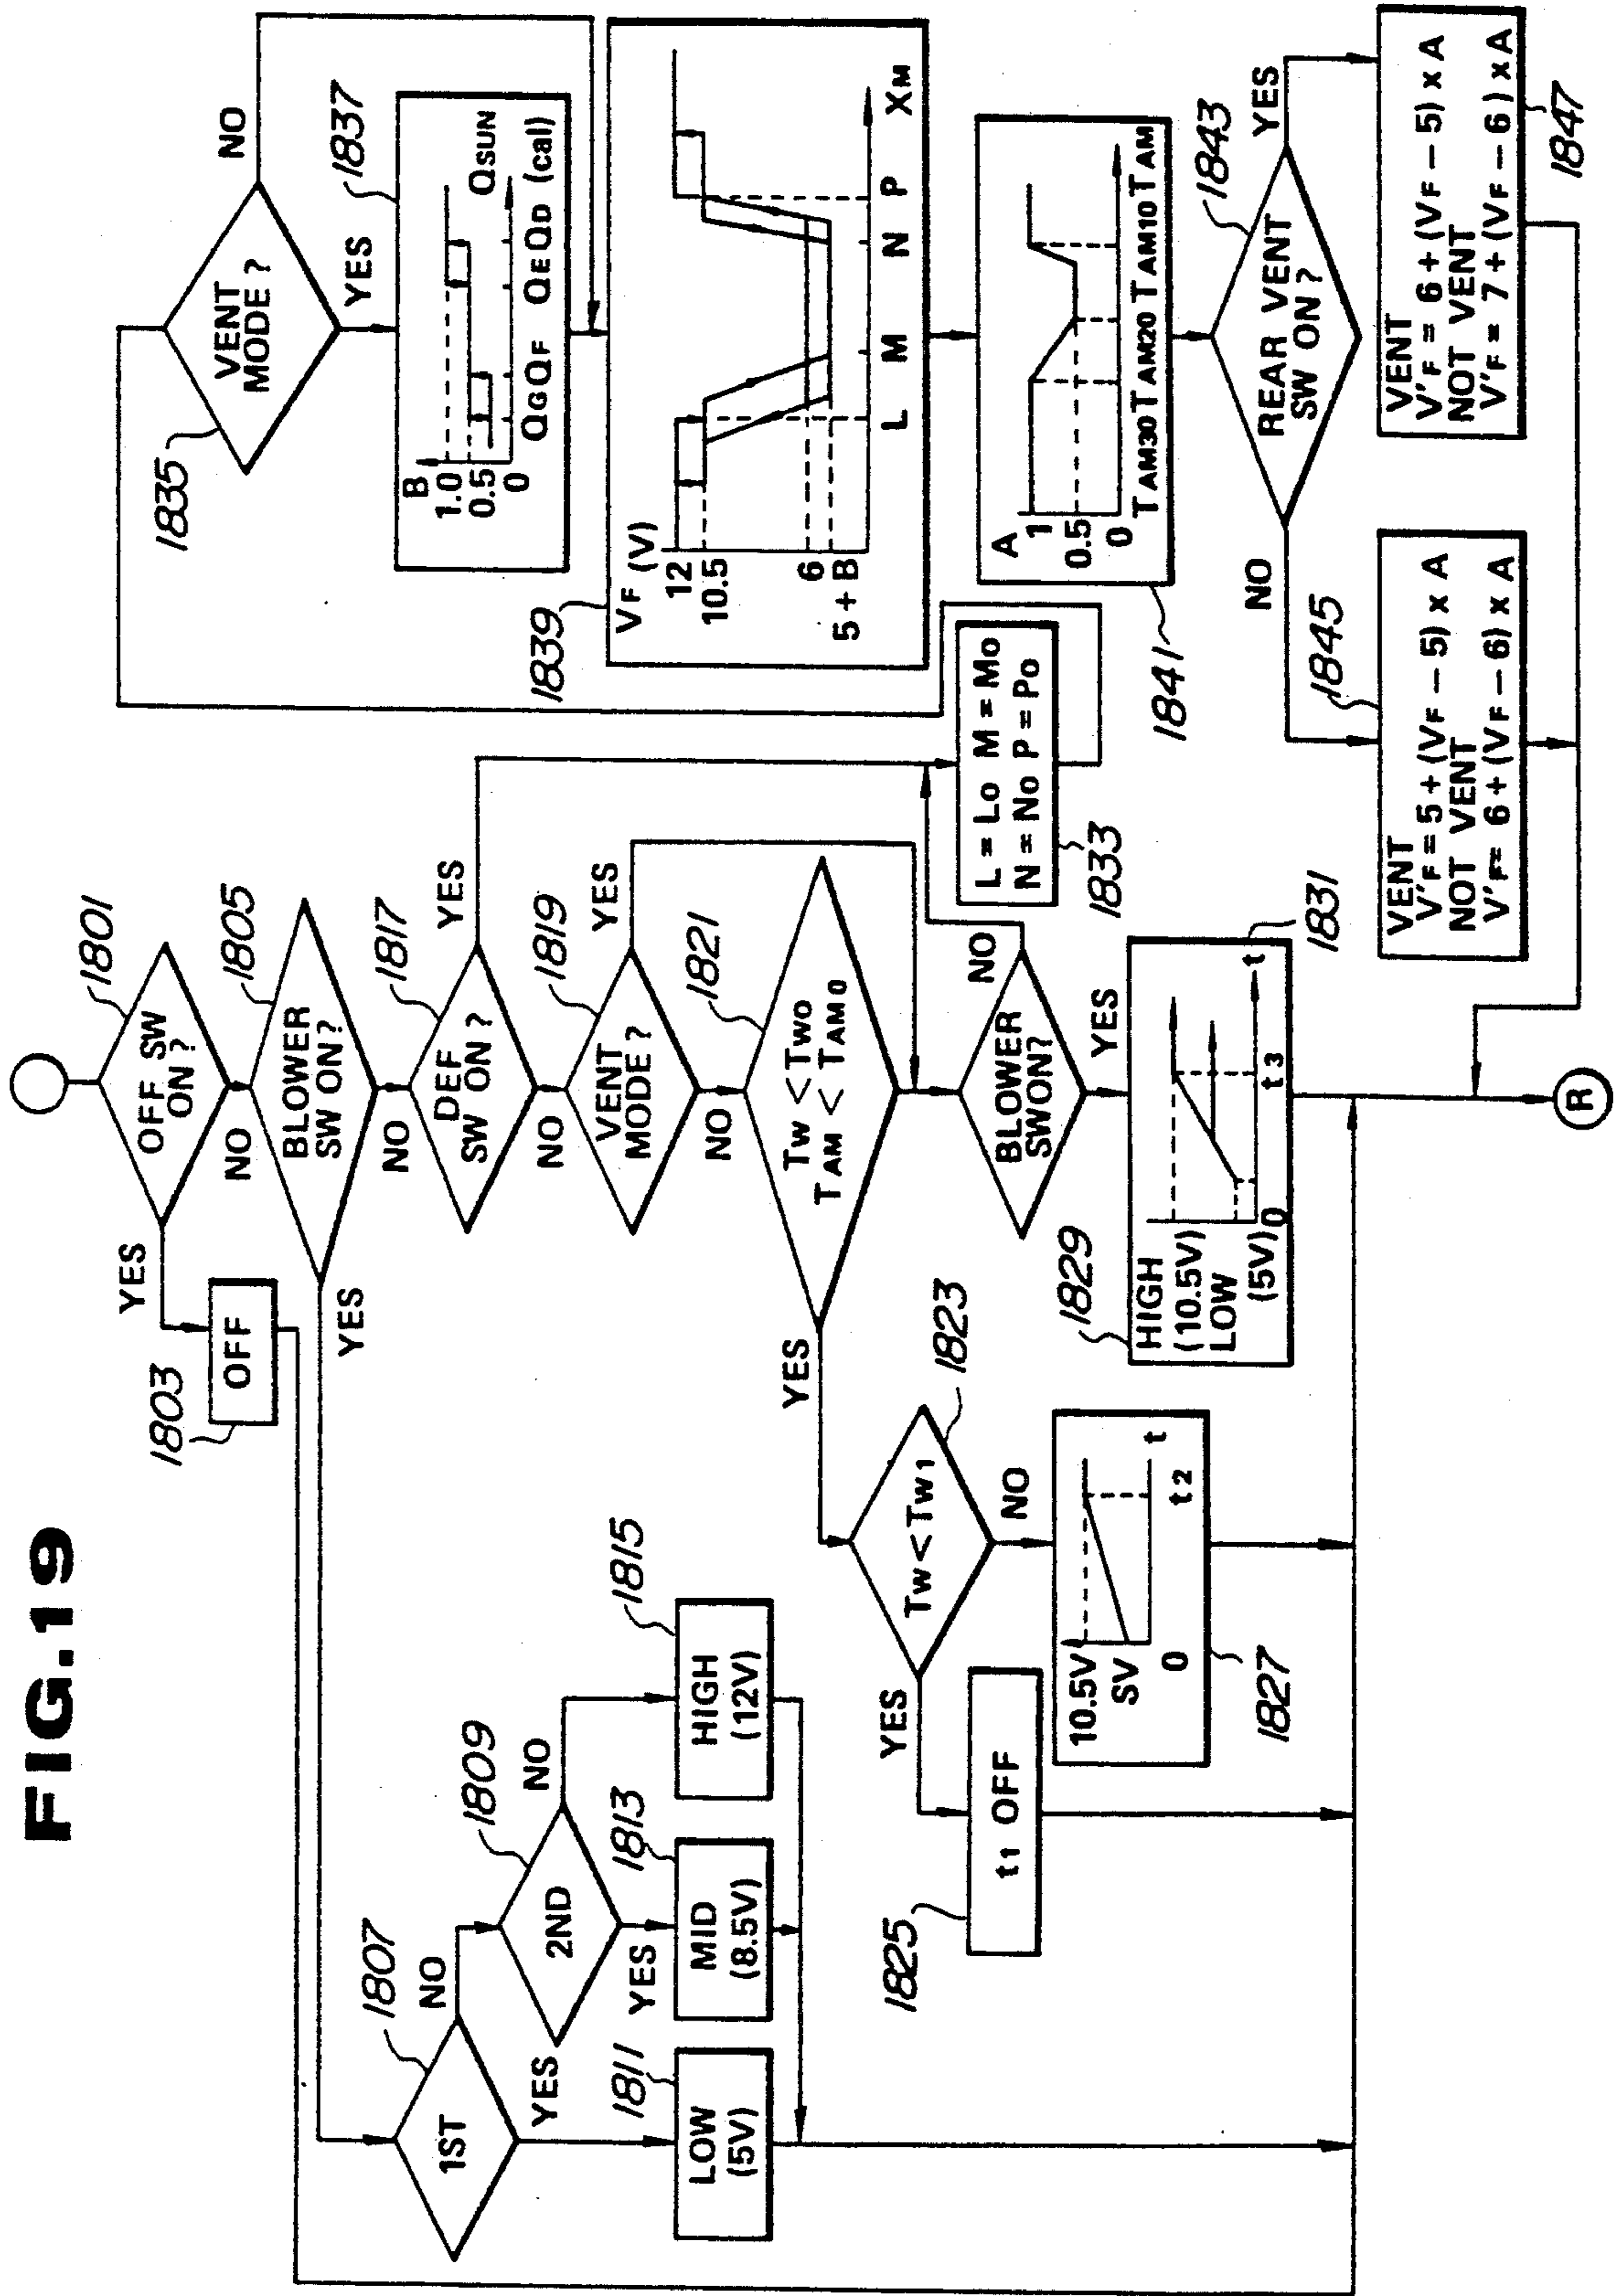 FIG.19
OFF SW
ON ?
1801
YES
NO
OFF
1803
BLOWER
SW ON?
1805
YES
NO
1ST
1807
NO
YES
2ND
1809
NO
YES
LOW
(5V)
1811
MID
(8.5V)
1813
HIGH
(12V)
1815
DEF
SW ON ?
1817
YES
NO
VENT
MODE ?
1819
YES
NO
TW < TWO
TAM < TAM0
1821
YES
TW < TW1
1823
YES
NO
t1 OFF
1825
10.5V
SV
0
t2
t
1827
BLOWER
SWON?
NO
YES
1829
HIGH
(10.5V)
LOW
(5V)
0
t3
t
1831
L = LO M = MO
N = NO P = PO
1833
VENT
MODE ?
1835
NO
YES
1837
B
1.0
0.5
0
QSUN
QG QF QE QD (cal)
1839
VF (V)
12
10.5
6
5 + B
L M N P XM
A
1
0.5
0
TAM30 TAM20 TAM10 TAM
1841
REAR VENT
SW ON ?
1843
NO
YES
VENT
V'F = 5 + (VF − 5) x A
NOT VENT
V'F = 6 + (VF − 6) x A
1845
VENT
V'F = 6 + (VF − 5) x A
NOT VENT
V'F = 7 + (VF − 6) x A
1847
R